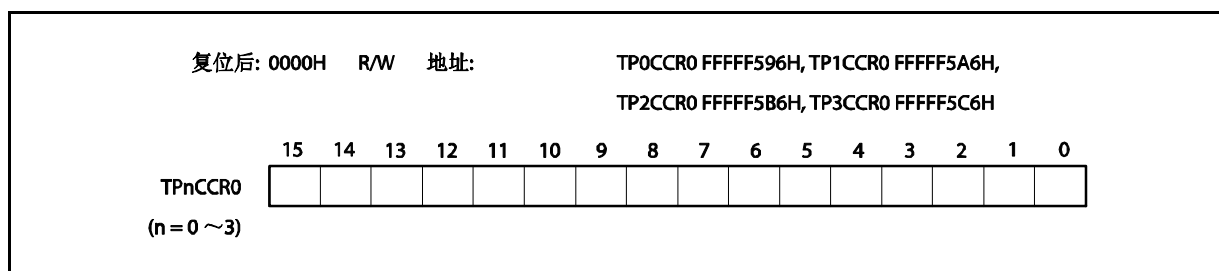 复位后: 0000H R/W 地址: TP0CCR0 FFFFF596H, TP1CCR0 FFFFF5A6H,
TP2CCR0 FFFFF5B6H, TP3CCR0 FFFFF5C6H
15 14 13 12 11 10 9 8 7 6 5 4 3 2 1 0
TPnCCR0
(n = 0 ～3)